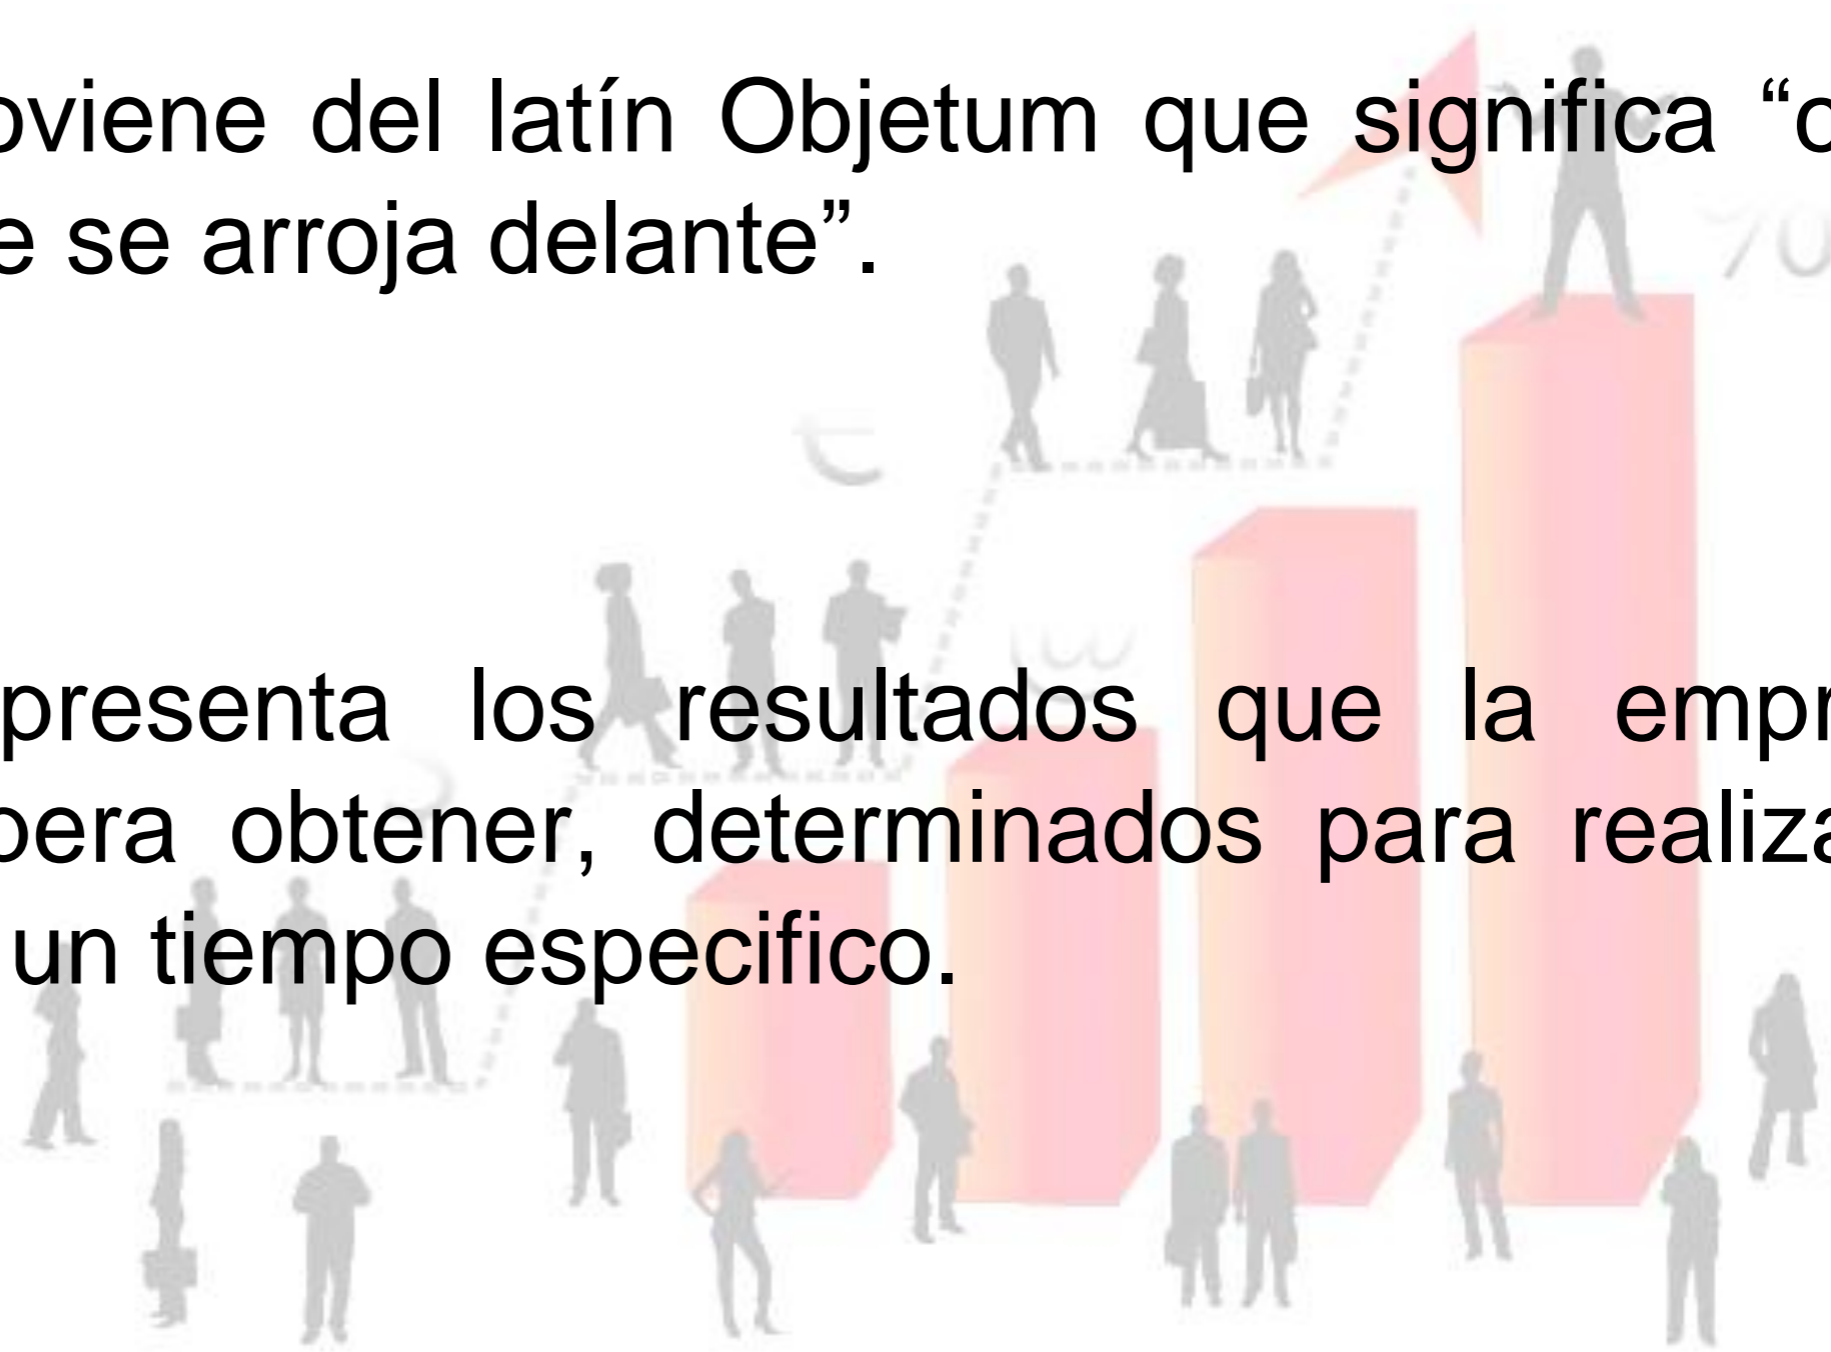 oviene del latín Objetum que significa “
e se arroja delante”.
presenta los resultados que la empr
pera obtener, determinados para realiza
un tiempo especifico.